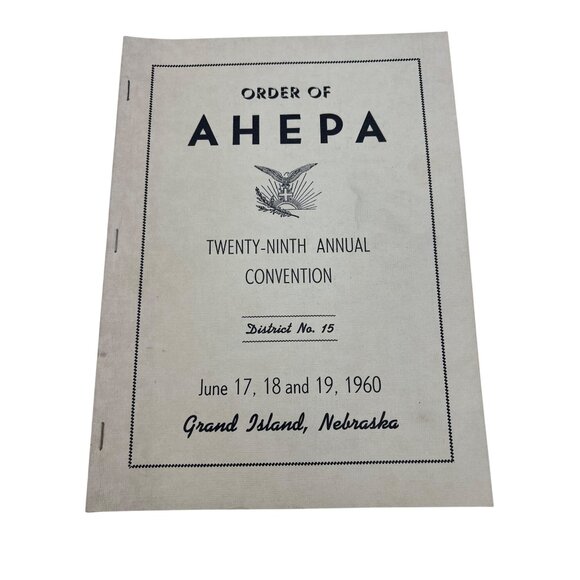 ORDER OF
AHEPA
TWENTY-NINTH ANNUAL
CONVENTION
District No. 15
June 17, 18 and 19, 1960
Grand Island, Nebraska